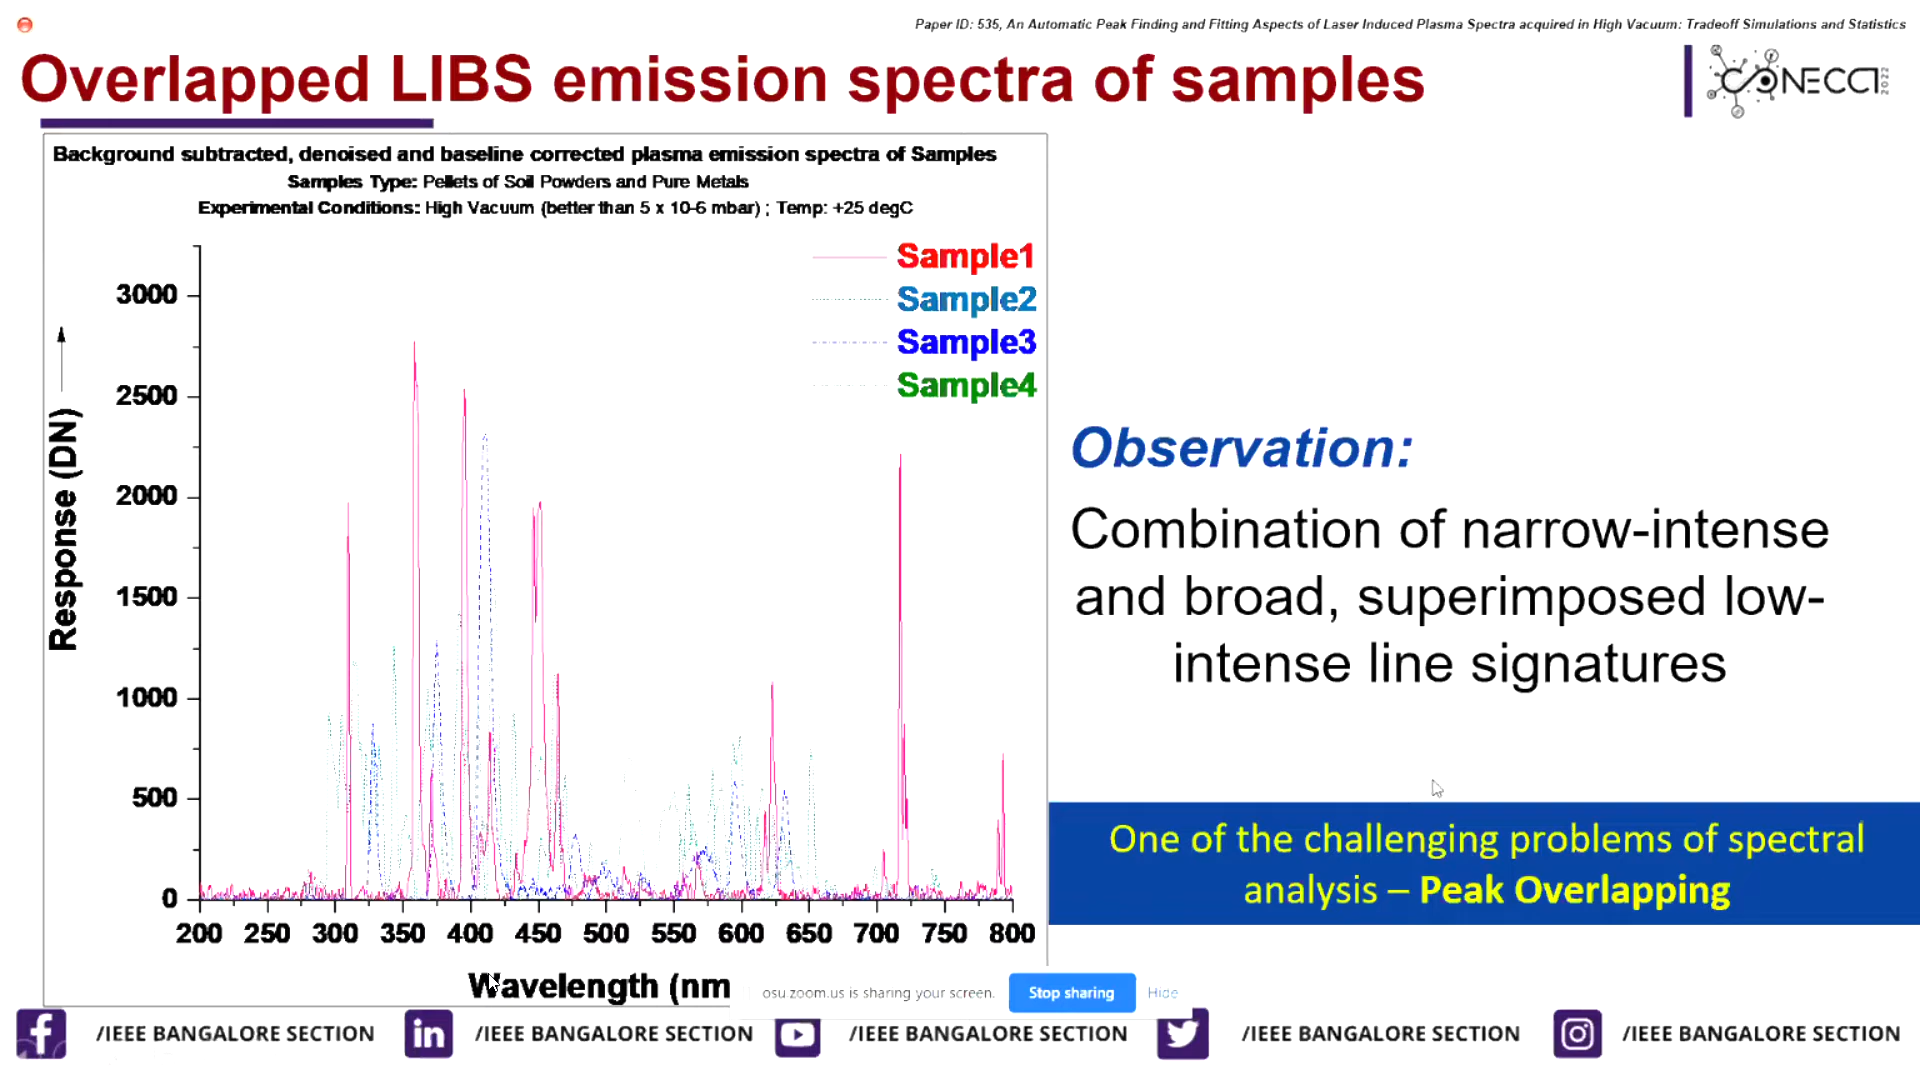 Paper ID: 535, An Automatic Peak Finding and Fitting Aspects of Laser Induced Plasma Spectra acquired in High Vacuum: Tradeoff Simulations and Statistics
Overlapped LIBS emission spectra of samples
CONECCT 2022
Background subtracted, denoised and baseline corrected plasma emission spectra of Samples
Samples Type: Pellets of Soil Powders and Pure Metals
Experimental Conditions: High Vacuum (better than 5 x 10-6 mbar) ; Temp: +25 degC
Sample1
Sample2
Sample3
Sample4
3000
2500
2000
1500
1000
500
0
Response (DN)
200 250 300 350 400 450 500 550 600 650 700 750 800
Wavelength (nm
Observation:
Combination of narrow-intense
and broad, superimposed low-
intense line signatures
One of the challenging problems of spectral
analysis – Peak Overlapping
osu.zoom.us is sharing your screen. Stop sharing Hide
/IEEE BANGALORE SECTION /IEEE BANGALORE SECTION /IEEE BANGALORE SECTION /IEEE BANGALORE SECTION /IEEE BANGALORE SECTION